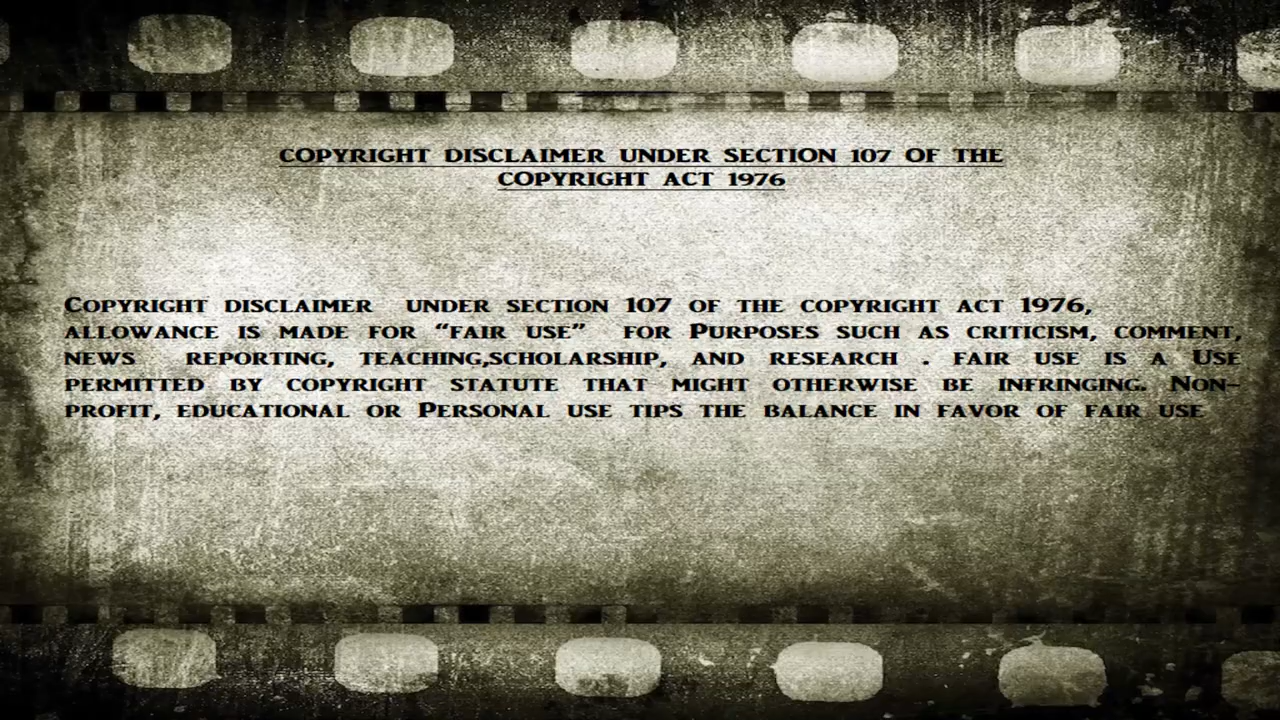 COPYRIGHT DISCLAIMER UNDER SECTION 107 OF THE
COPYRIGHT ACT 1976
COPYRIGHT DISCLAIMER UNDER SECTION 107 OF THE COPYRIGHT ACT 1976,
ALLOWANCE IS MADE FOR “FAIR USE” FOR PURPOSES SUCH AS CRITICISM, COMMENT,
NEWS REPORTING, TEACHING,SCHOLARSHIP, AND RESEARCH . FAIR USE IS A USE
PERMITTED BY COPYRIGHT STATUTE THAT MIGHT OTHERWISE BE INFRINGING. NON-
PROFIT, EDUCATIONAL OR PERSONAL USE TIPS THE BALANCE IN FAVOR OF FAIR USE